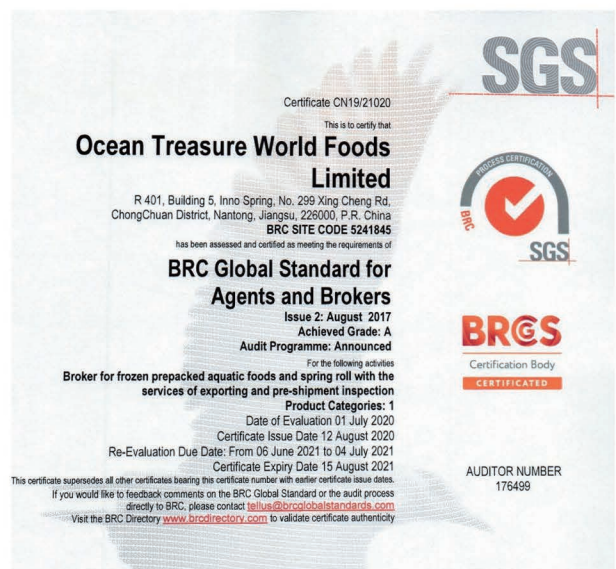 SGS
Certificate CN19/21020
This is to certify that
Ocean Treasure World Foods
Limited
R 401, Building 5, Inno Spring, No. 299 Xing Cheng Rd,
ChongChuan District, Nantong, Jiangsu, 226000, P.R. China
BRC SITE CODE 5241845
has been assessed and certified as meeting the requirements of
BRC Global Standard for
Agents and Brokers
Issue 2: August 2017
Achieved Grade: A
Audit Programme: Announced
For the following activities
Broker for frozen prepacked aquatic foods and spring roll with the
services of exporting and pre-shipment inspection
Product Categories: 1
Date of Evaluation 01 July 2020
Certificate Issue Date 12 August 2020
Re-Evaluation Due Date: From 06 June 2021 to 04 July 2021
Certificate Expiry Date 15 August 2021
This certificate supersedes all other certificates bearing this certificate number with earlier certificate issue dates.
If you would like to feedback comments on the BRC Global Standard or the audit process
directly to BRC, please contact tellus@brcglobalstandards.com
Visit the BRC Directory www.brcdirectory.com to validate certificate authenticity
PROCESS CERTIFICATION
BRC
SGS
BRCGS
Certification Body
CERTIFICATED
AUDITOR NUMBER
176499